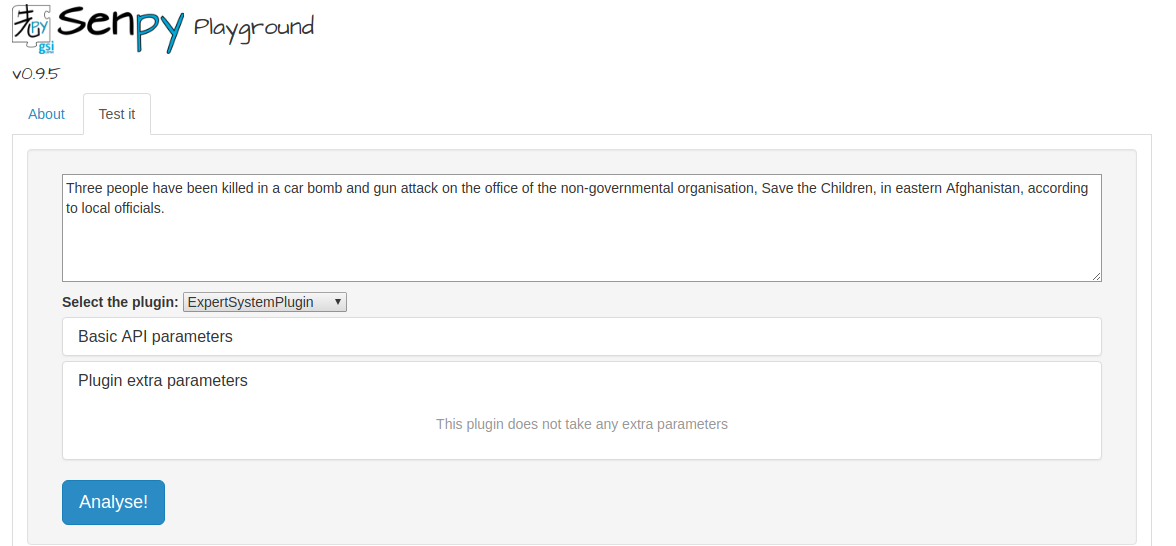 先 PY gsi
Senpy Playground
v0.9.5
About Test it
Three people have been killed in a car bomb and gun attack on the office of the non-governmental organisation, Save the Children, in eastern Afghanistan, according
to local officials.
Select the plugin: ExpertSystemPlugin
Basic API parameters
Plugin extra parameters
This plugin does not take any extra parameters
Analyse!